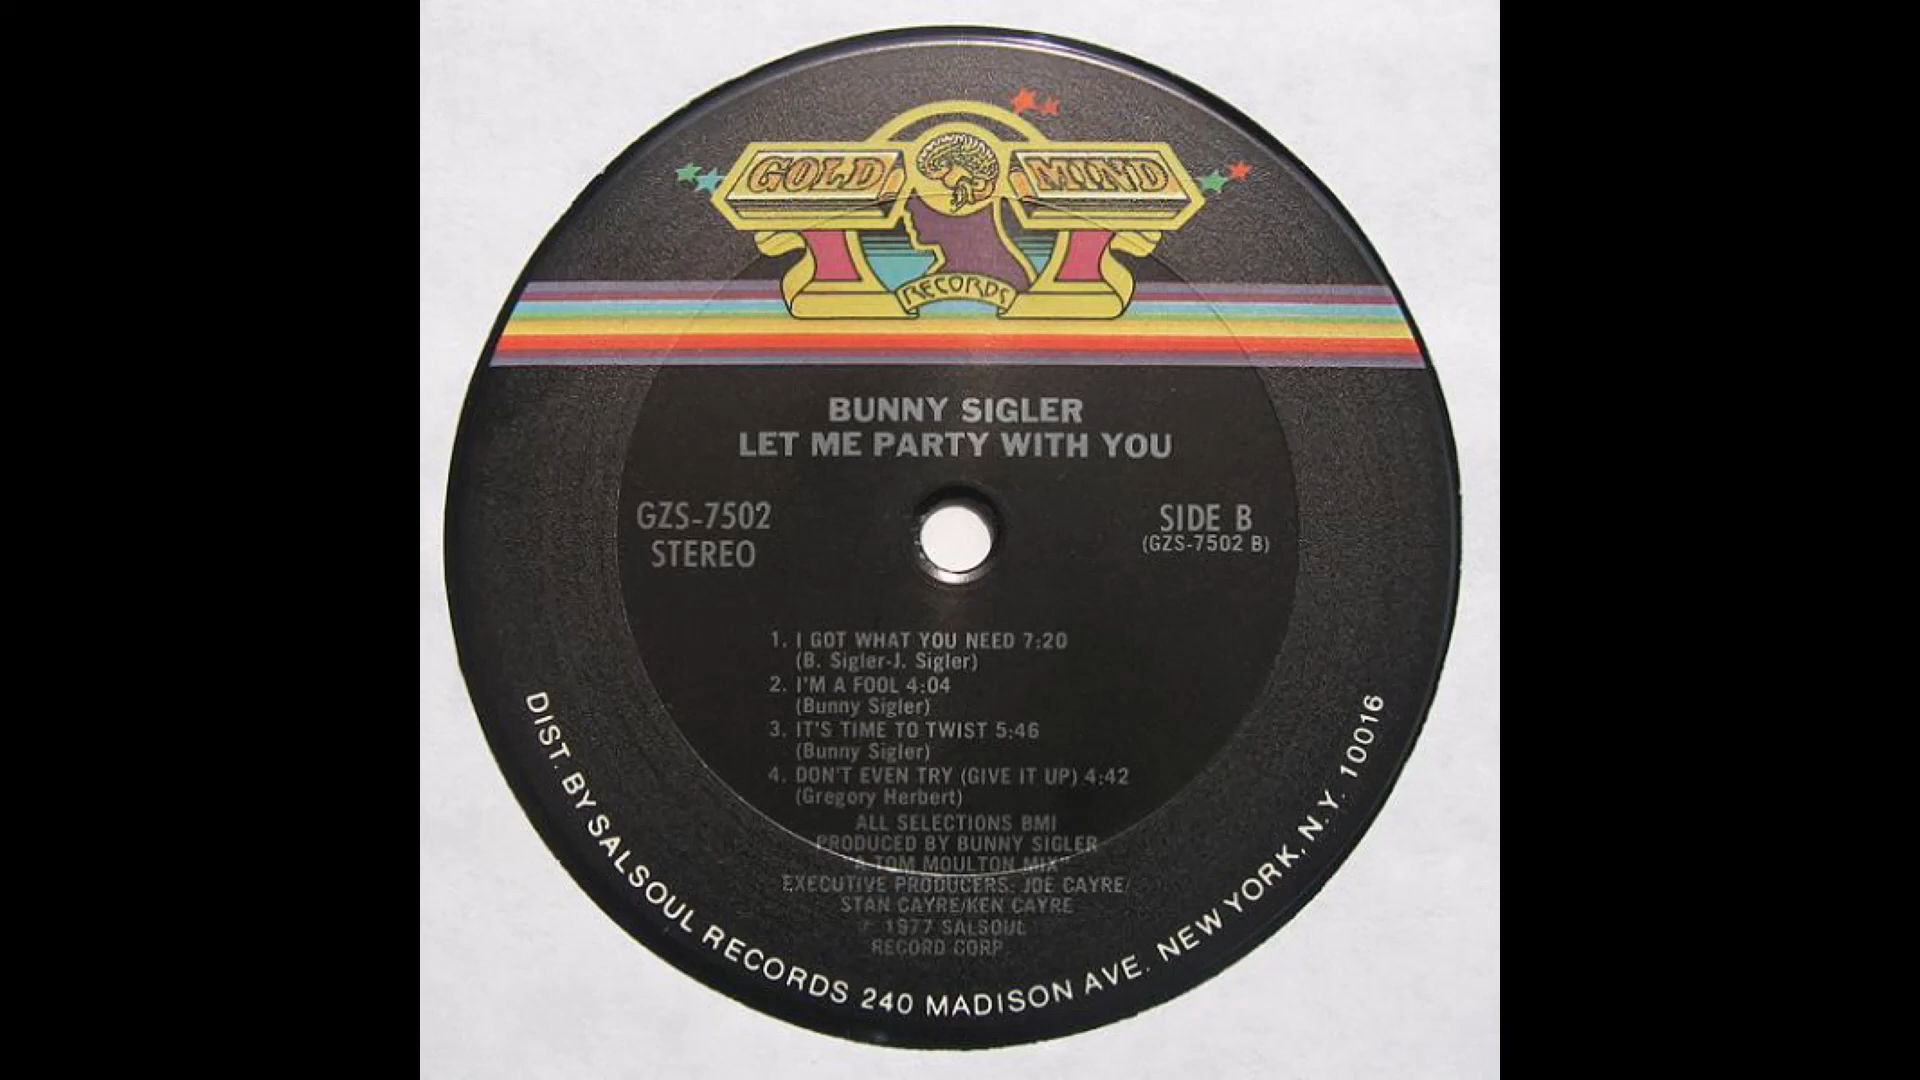 GOLD MIND
RECORDS
BUNNY SIGLER
LET ME PARTY WITH YOU
GZS-7502
STEREO
SIDE B
(GZS-7502 B)
1. I GOT WHAT YOU NEED 7:20
(B. Sigler-J. Sigler)
2. I'M A FOOL 4:04
(Bunny Sigler)
3. IT'S TIME TO TWIST 5:46
(Bunny Sigler)
4. DON'T EVEN TRY (GIVE IT UP) 4:42
(Gregory Herbert)
ALL SELECTIONS BMI
PRODUCED BY BUNNY SIGLER
"A TOM MOULTON MIX"
EXECUTIVE PRODUCERS: JOE CAYRE/
STAN CAYRE/KEN CAYRE
℗ 1977 SALSOUL
RECORD CORP.
DIST. BY SALSOUL RECORDS 240 MADISON AVE. NEW YORK, N.Y. 10016